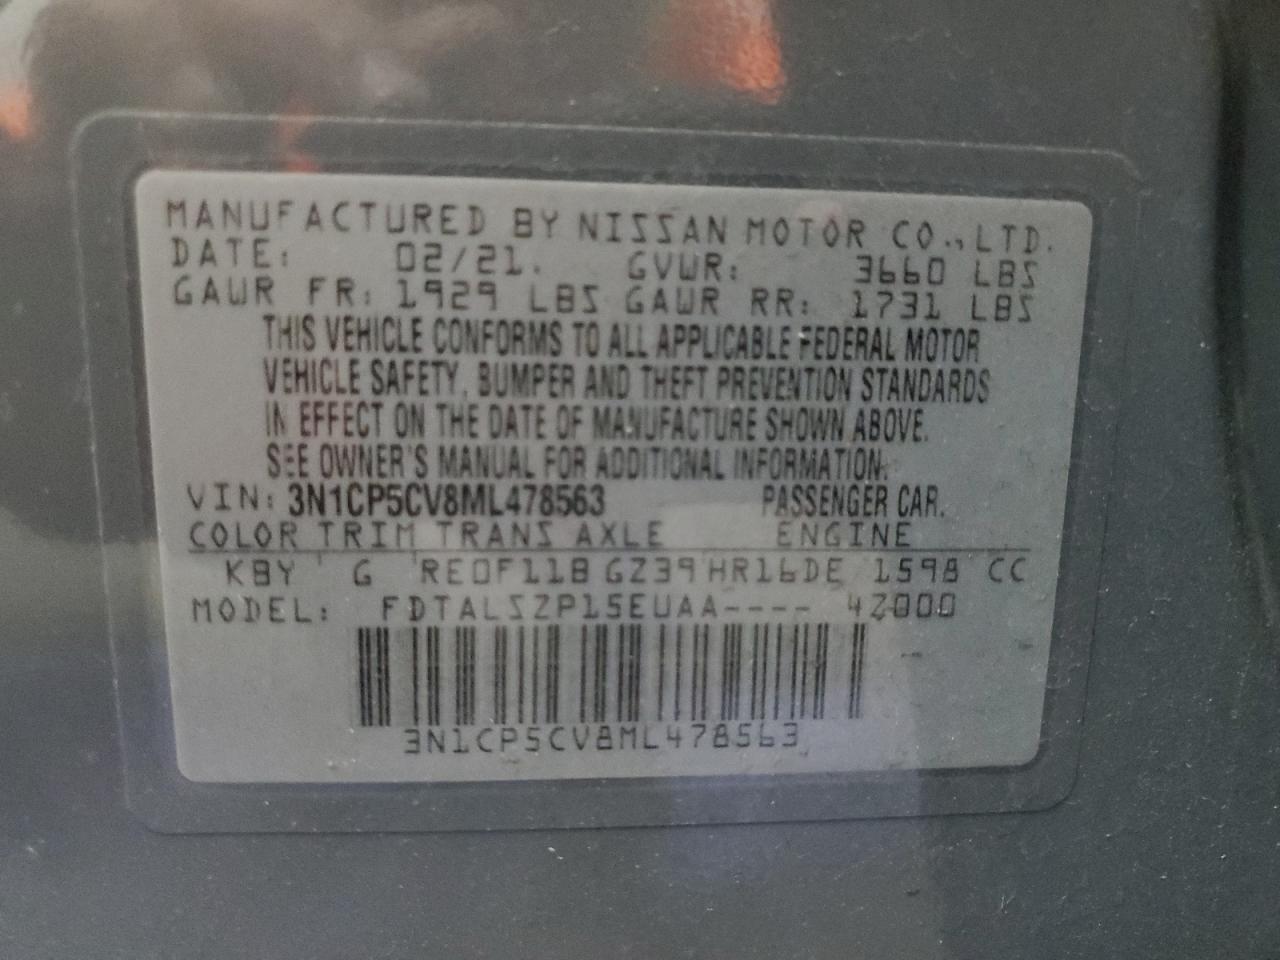 MANUFACTURED BY NISSAN MOTOR CO.,LTD.
DATE: 02/21. GVWR: 3660 LBS
GAWR FR: 1929 LBS GAWR RR: 1731 LBS
THIS VEHICLE CONFORMS TO ALL APPLICABLE FEDERAL MOTOR
VEHICLE SAFETY, BUMPER AND THEFT PREVENTION STANDARDS
IN EFFECT ON THE DATE OF MANUFACTURE SHOWN ABOVE.
SEE OWNER'S MANUAL FOR ADDITIONAL INFORMATION.
VIN: 3N1CP5CV8ML478563 PASSENGER CAR.
COLOR TRIM TRANS AXLE ENGINE
KBY G RE0F11B GZ39 HR16DE 1598 CC
MODEL: FDTALSZP15EUAA---- 42000
3N1CP5CV8ML478563